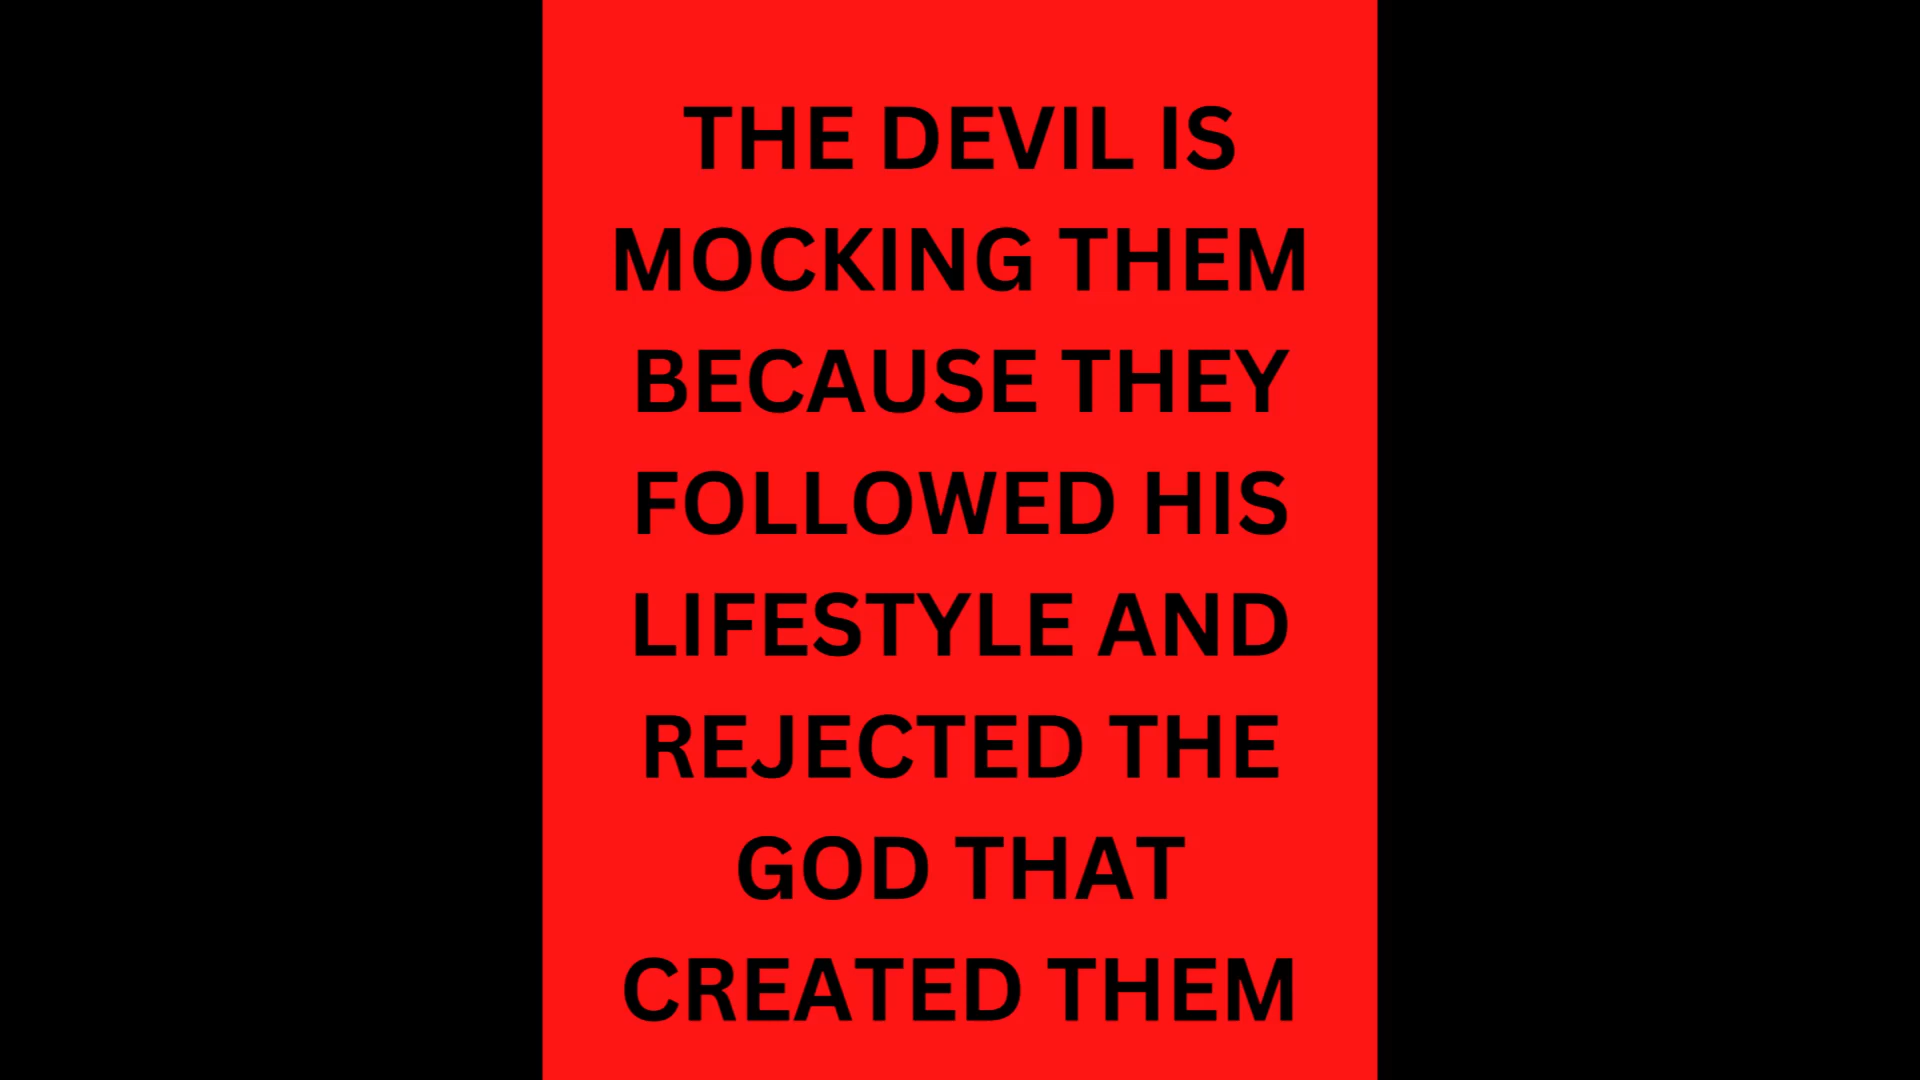 THE DEVIL IS
MOCKING THEM
BECAUSE THEY
FOLLOWED HIS
LIFESTYLE AND
REJECTED THE
GOD THAT
CREATED THEM